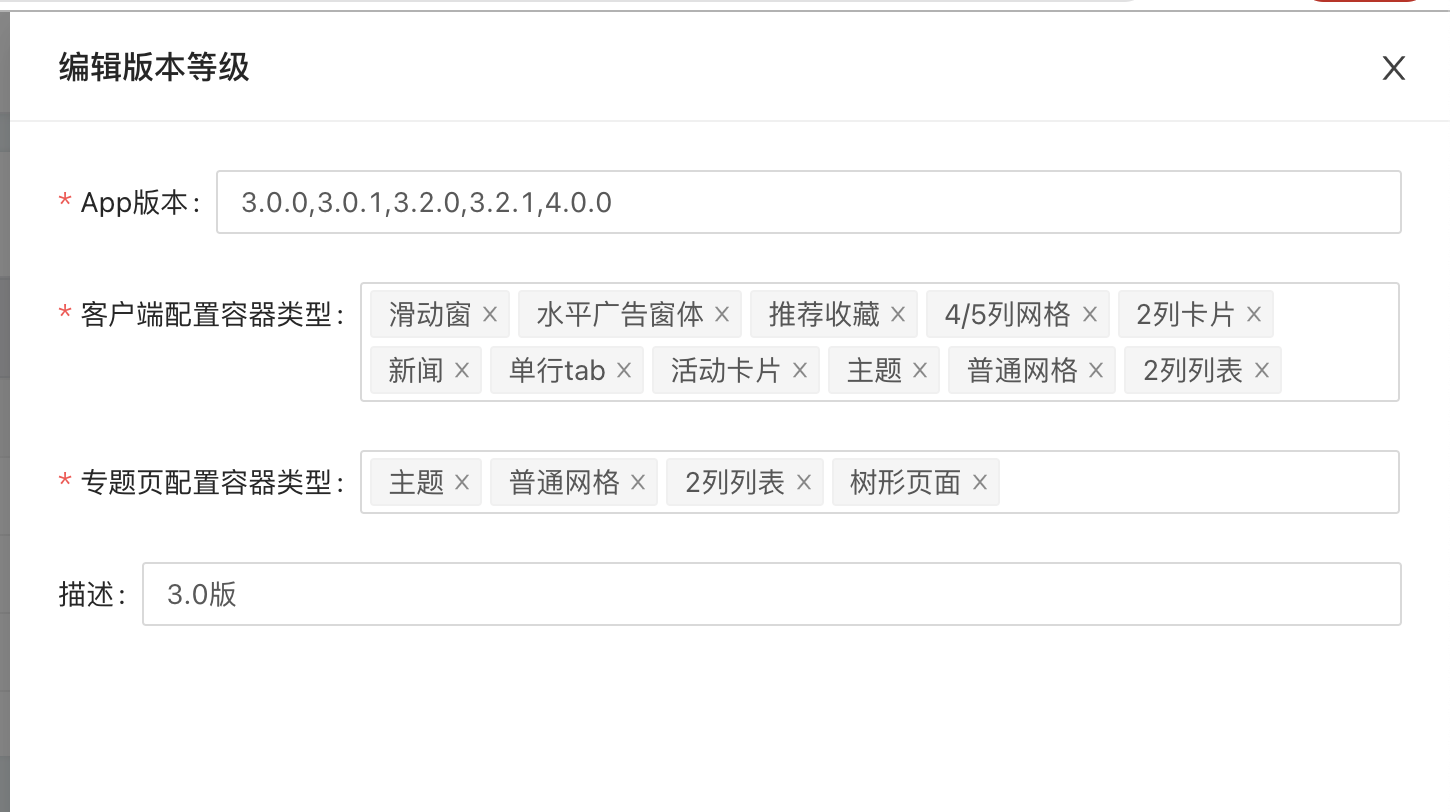 编辑版本等级
* App版本: 3.0.0,3.0.1,3.2.0,3.2.1,4.0.0
* 客户端配置容器类型: 滑动窗 水平广告窗体 推荐收藏 4/5列网格 2列卡片
新闻 单行tab 活动卡片 主题 普通网格 2列列表
* 专题页配置容器类型: 主题 普通网格 2列列表 树形页面
描述: 3.0版